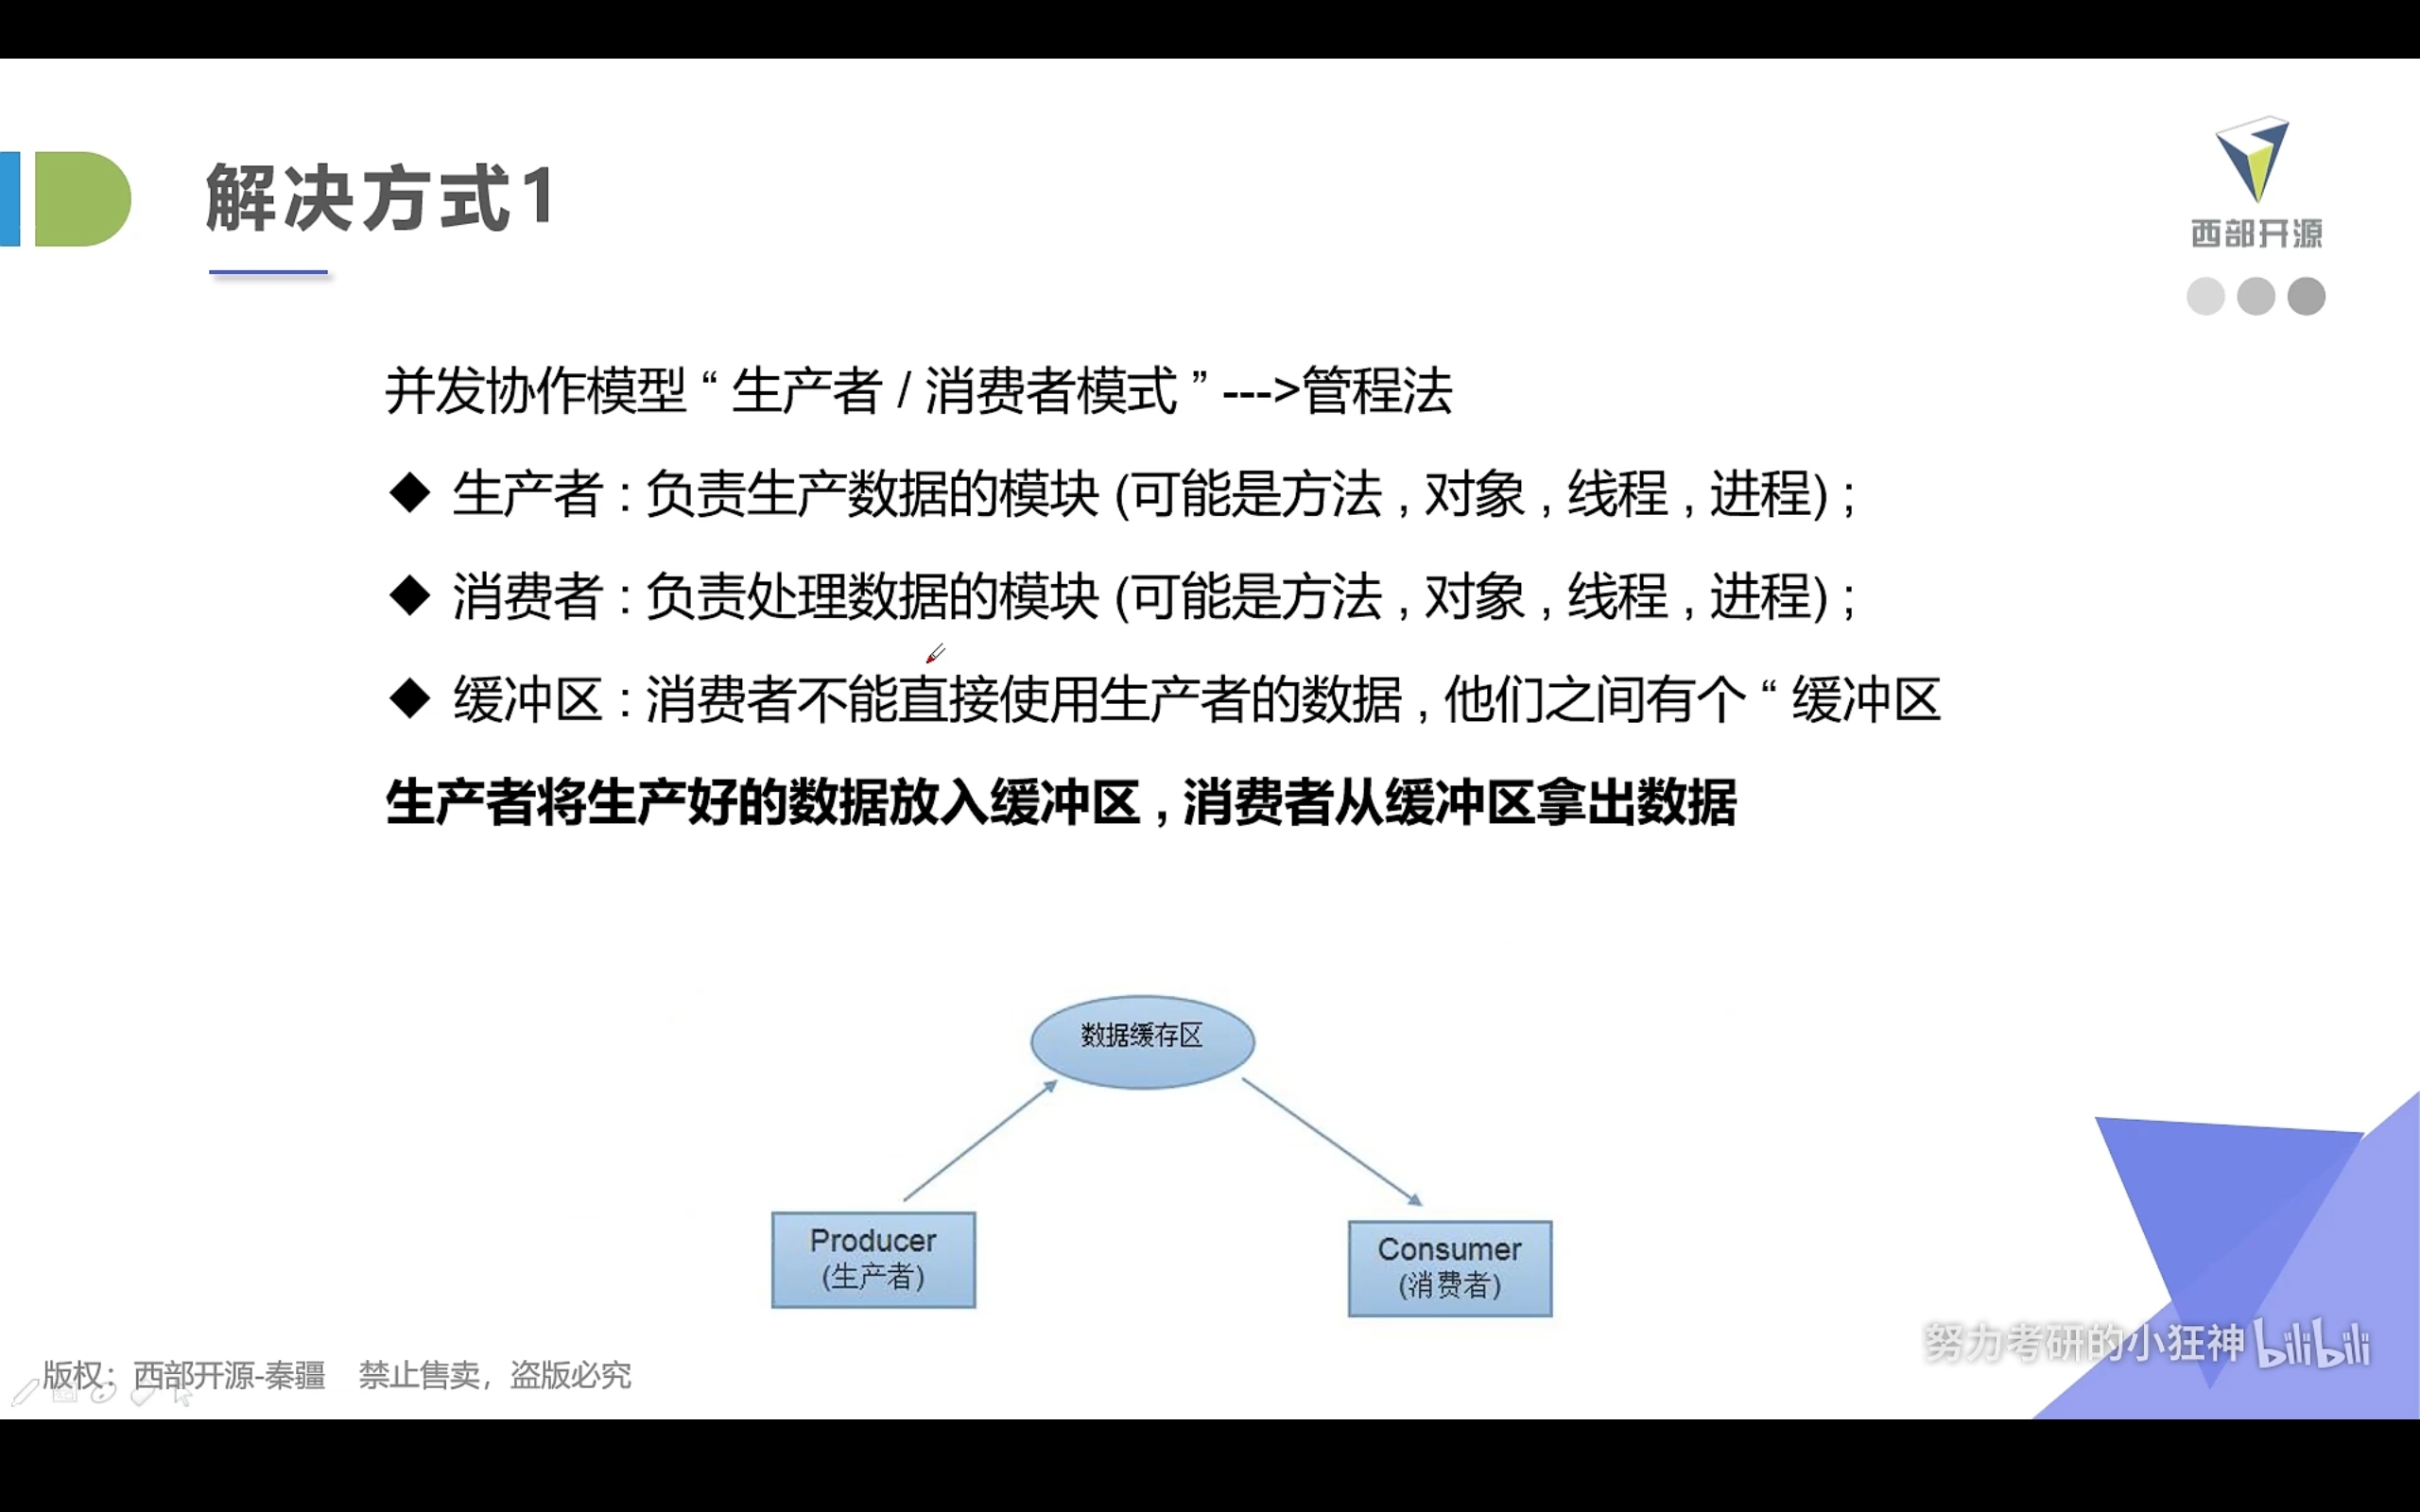 解决方式1
西部开源
并发协作模型 “ 生产者 / 消费者模式 ” --->管程法
◆ 生产者 : 负责生产数据的模块 (可能是方法 , 对象 , 线程 , 进程) ;
◆ 消费者 : 负责处理数据的模块 (可能是方法 , 对象 , 线程 , 进程) ;
◆ 缓冲区 : 消费者不能直接使用生产者的数据 , 他们之间有个 “ 缓冲区
生产者将生产好的数据放入缓冲区 , 消费者从缓冲区拿出数据
数据缓存区
Producer
(生产者)
Consumer
(消费者)
努力考研的小狂神 bilibili
版权：西部开源-秦疆 禁止售卖，盗版必究